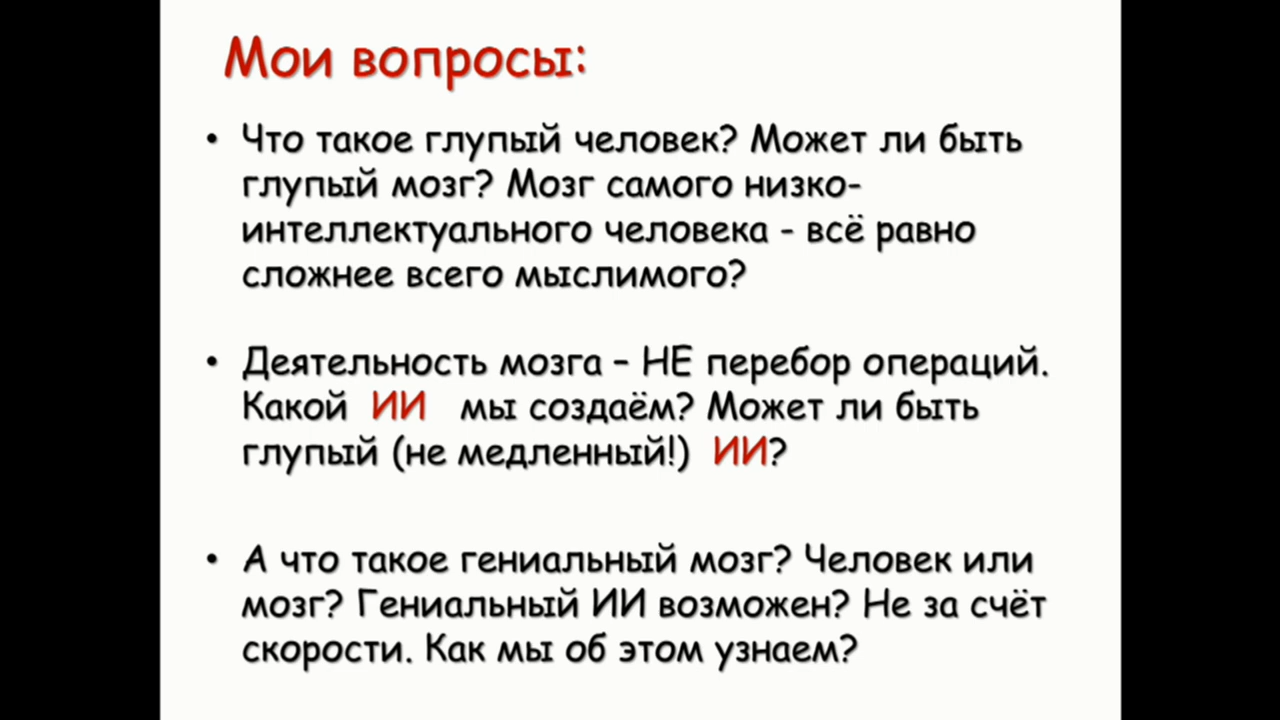 Мои вопросы:
• Что такое глупый человек? Может ли быть
глупый мозг? Мозг самого низко-
интеллектуального человека - всё равно
сложнее всего мыслимого?
• Деятельность мозга – НЕ перебор операций.
Какой ИИ мы создаём? Может ли быть
глупый (не медленный!) ИИ?
• А что такое гениальный мозг? Человек или
мозг? Гениальный ИИ возможен? Не за счёт
скорости. Как мы об этом узнаем?